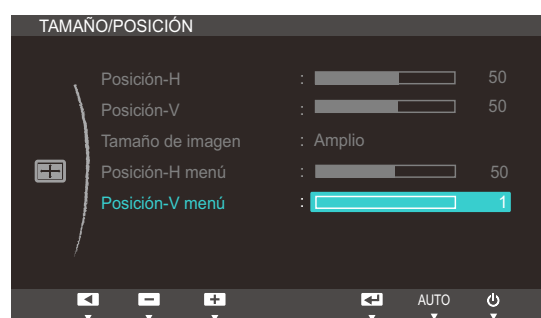 TAMAÑO/POSICIÓN
Posición-H : 50
Posición-V : 50
Tamaño de imagen : Amplio
Posición-H menú : 50
Posición-V menú : 1
AUTO